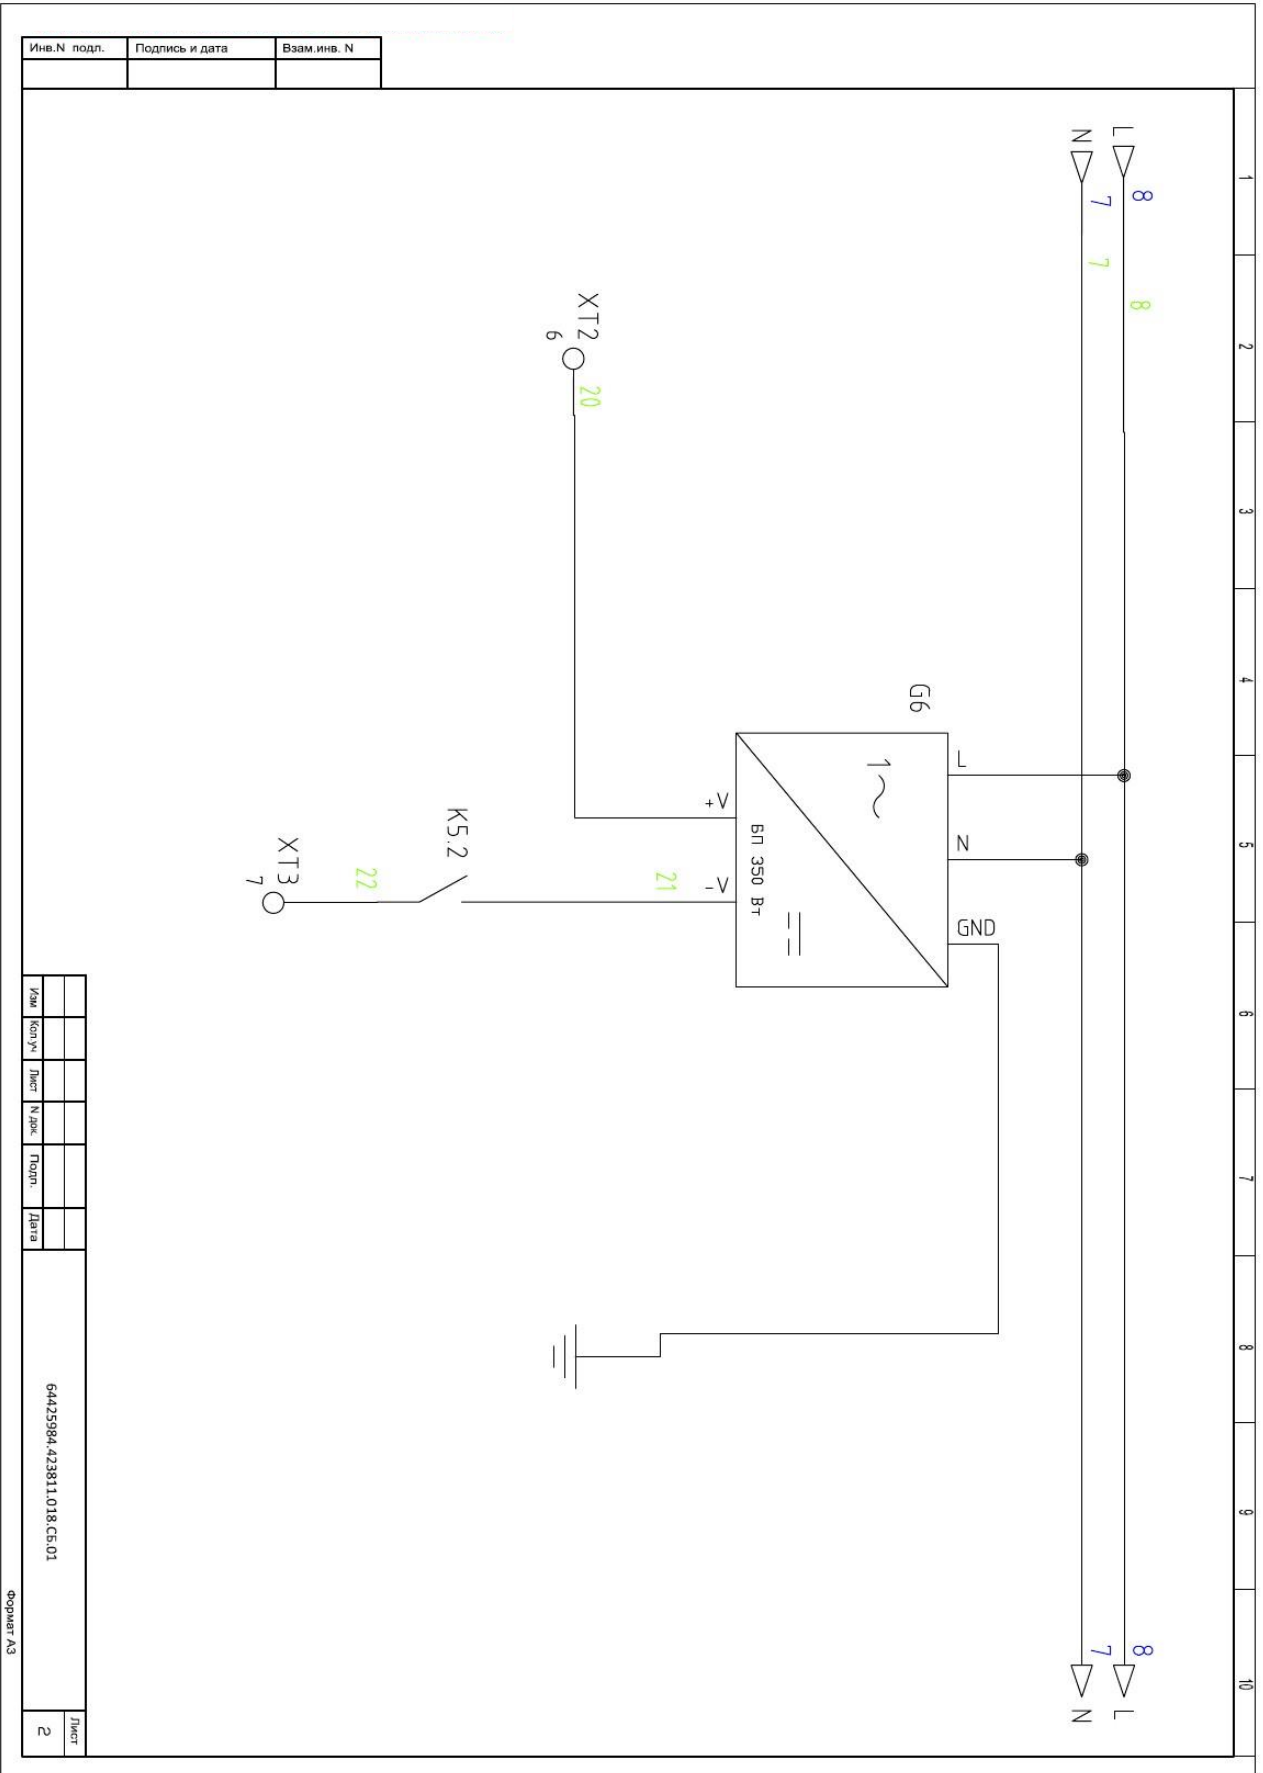 Инв.N подл.
Подпись и дата
Взам.инв. N
1
2
3
4
5
6
7
8
9
10
L
8
8
8
L
N
7
7
7
N
G6
L
N
GND
1~
БП 350 Вт
+V
-V
XT2
6
20
21
K5.2
22
XT3
7
Изм
Кол.уч
Лист
N док.
Подп.
Дата
64425984.423811.018.СБ.01
Лист
2
Формат А3